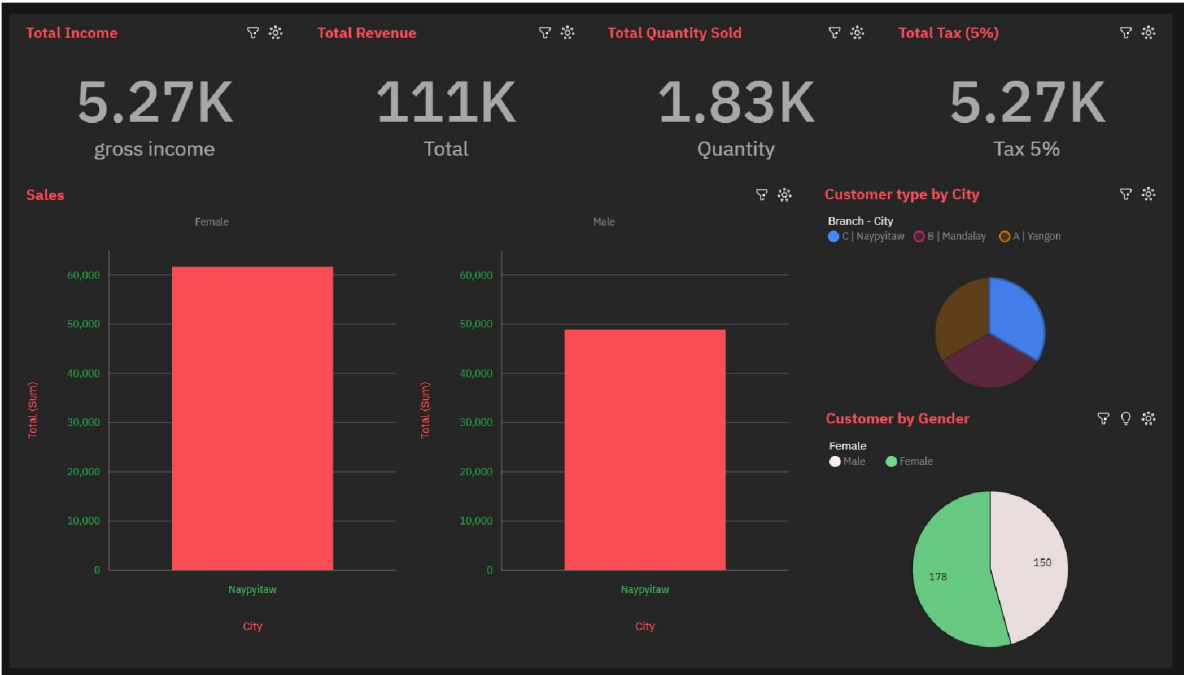 Total Income
Total Revenue
Total Quantity Sold
Total Tax (5%)
5.27K
gross income
111K
Total
1.83K
Quantity
5.27K
Tax 5%
Sales
Female
Total (Sum)
60,000
50,000
40,000
30,000
20,000
10,000
0
Naypyitaw
City
Male
Total (Sum)
60,000
50,000
40,000
30,000
20,000
10,000
0
Naypyitaw
City
Customer type by City
Branch - City
C | Naypyitaw B | Mandalay A | Yangon
Customer by Gender
Female
Male Female
178
150